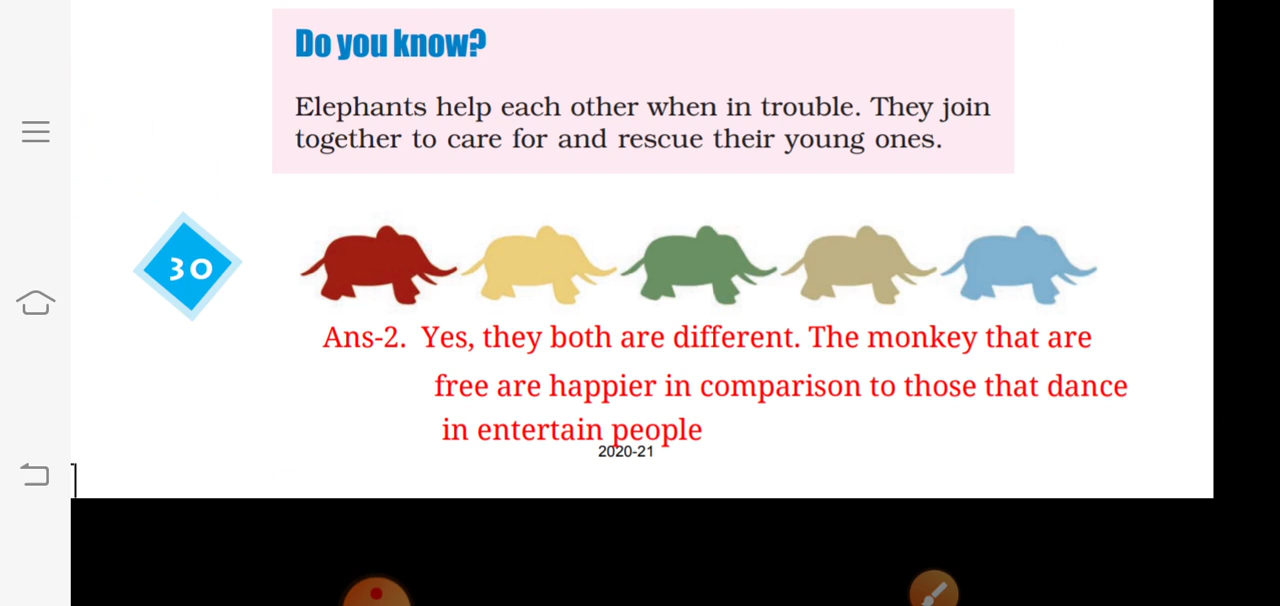 Do you know?
Elephants help each other when in trouble. They join
together to care for and rescue their young ones.
30
Ans-2. Yes, they both are different. The monkey that are
free are happier in comparison to those that dance
in entertain people
2020-21